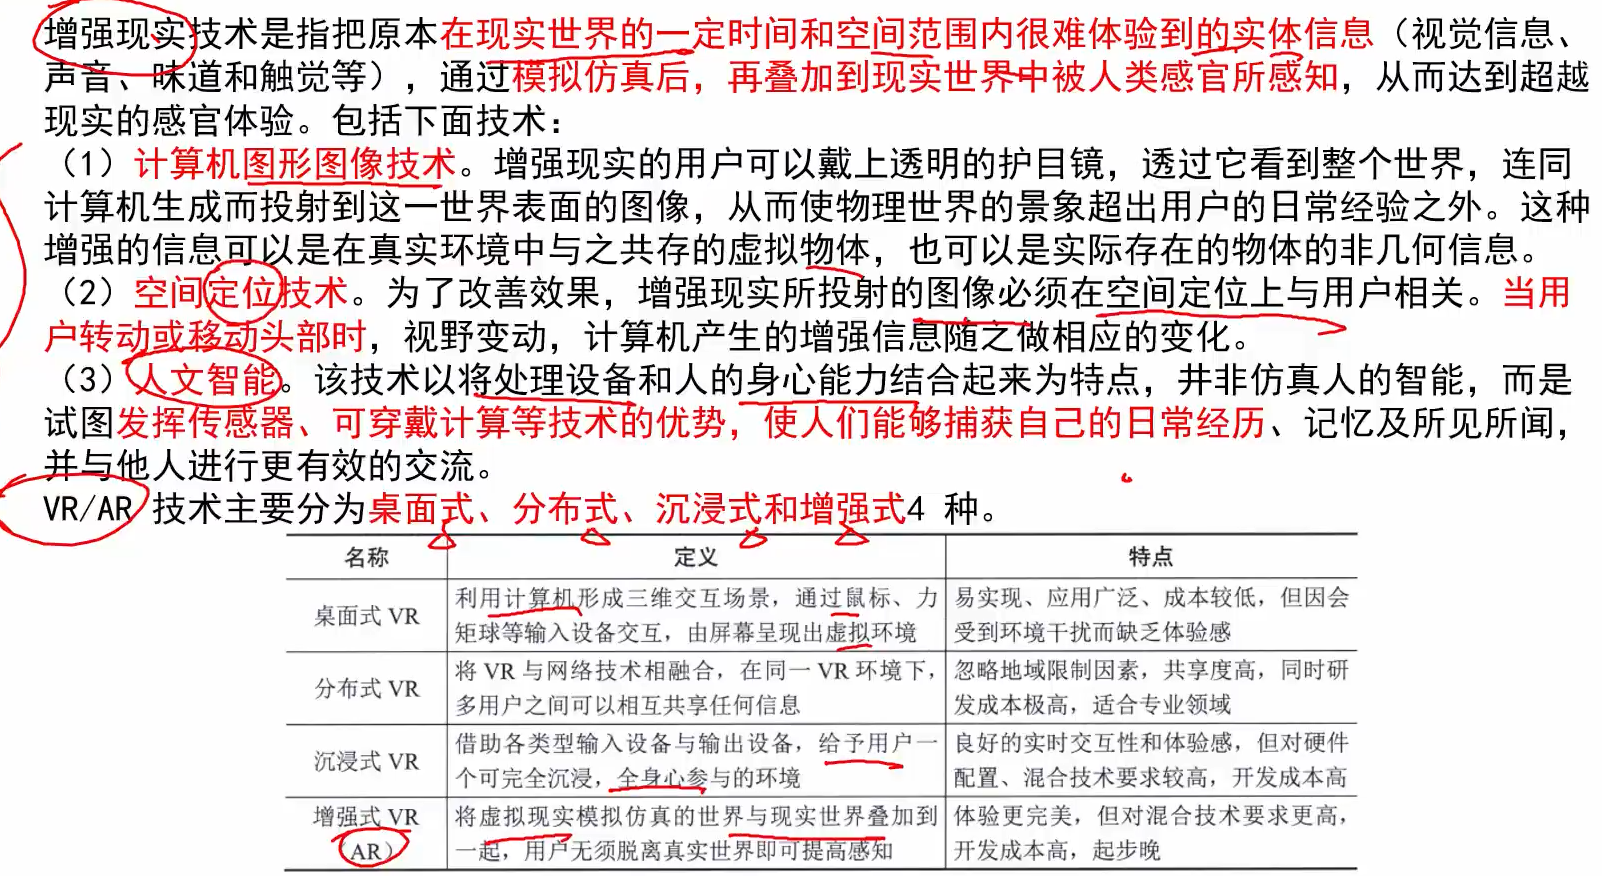 增强现实技术是指把原本在现实世界的一定时间和空间范围内很难体验到的实体信息（视觉信息、
声音、味道和触觉等），通过模拟仿真后，再叠加到现实世界中被人类感官所感知，从而达到超越
现实的感官体验。包括下面技术：
（1）计算机图形图像技术。增强现实的用户可以戴上透明的护目镜，透过它看到整个世界，连同
计算机生成而投射到这一世界表面的图像，从而使物理世界的景象超出用户的日常经验之外。这种
增强的信息可以是在真实环境中与之共存的虚拟物体，也可以是实际存在的物体的非几何信息。
（2）空间定位技术。为了改善效果，增强现实所投射的图像必须在空间定位上与用户相关。当用
户转动或移动头部时，视野变动，计算机产生的增强信息随之做相应的变化。
（3）人文智能。该技术以将处理设备和人的身心能力结合起来为特点，井非仿真人的智能，而是
试图发挥传感器、可穿戴计算等技术的优势，使人们能够捕获自己的日常经历、记忆及所见所闻，
并与他人进行更有效的交流。
VR/AR 技术主要分为桌面式、分布式、沉浸式和增强式4 种。
名称 定义 特点
桌面式 VR 利用计算机形成三维交互场景，通过鼠标、力 易实现、应用广泛、成本较低，但因会
矩球等输入设备交互，由屏幕呈现出虚拟环境 受到环境干扰而缺乏体验感
分布式 VR 将 VR 与网络技术相融合，在同一 VR 环境下， 忽略地域限制因素，共享度高，同时研
多用户之间可以相互共享任何信息 发成本极高，适合专业领域
沉浸式 VR 借助各类型输入设备与输出设备，给予用户一 良好的实时交互性和体验感，但对硬件
个可完全沉浸，全身心参与的环境 配置、混合技术要求较高，开发成本高
增强式 VR 将虚拟现实模拟仿真的世界与现实世界叠加到 体验更完美，但对混合技术要求更高，
（AR） 一起，用户无须脱离真实世界即可提高感知 开发成本高，起步晚